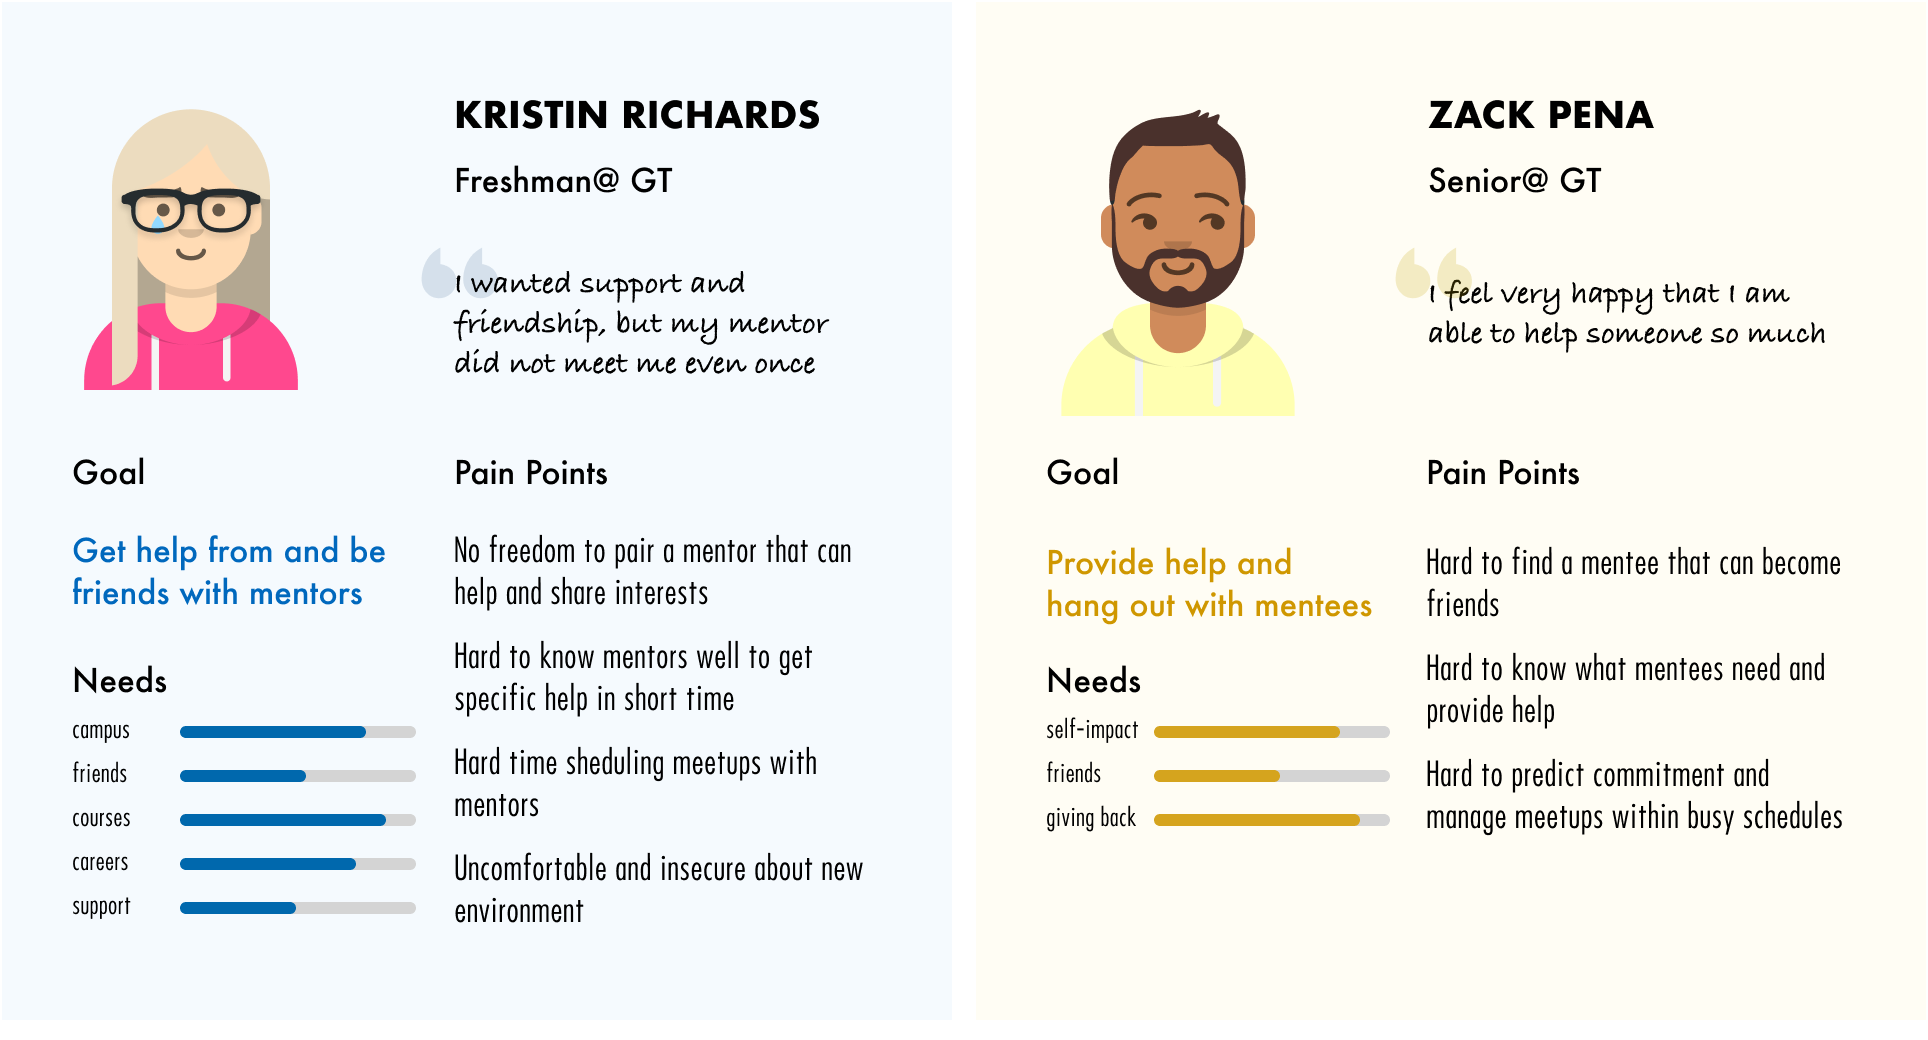 KRISTIN RICHARDS
Freshman@ GT
I wanted support and
friendship, but my mentor
did not meet me even once
Goal
Get help from and be
friends with mentors
Needs
campus
friends
courses
careers
support
Pain Points
No freedom to pair a mentor that can
help and share interests
Hard to know mentors well to get
specific help in short time
Hard time sheduling meetups with
mentors
Uncomfortable and insecure about new
environment
ZACK PENA
Senior@ GT
I feel very happy that I am
able to help someone so much
Goal
Provide help and
hang out with mentees
Needs
self-impact
friends
giving back
Pain Points
Hard to find a mentee that can become
friends
Hard to know what mentees need and
provide help
Hard to predict commitment and
manage meetups within busy schedules